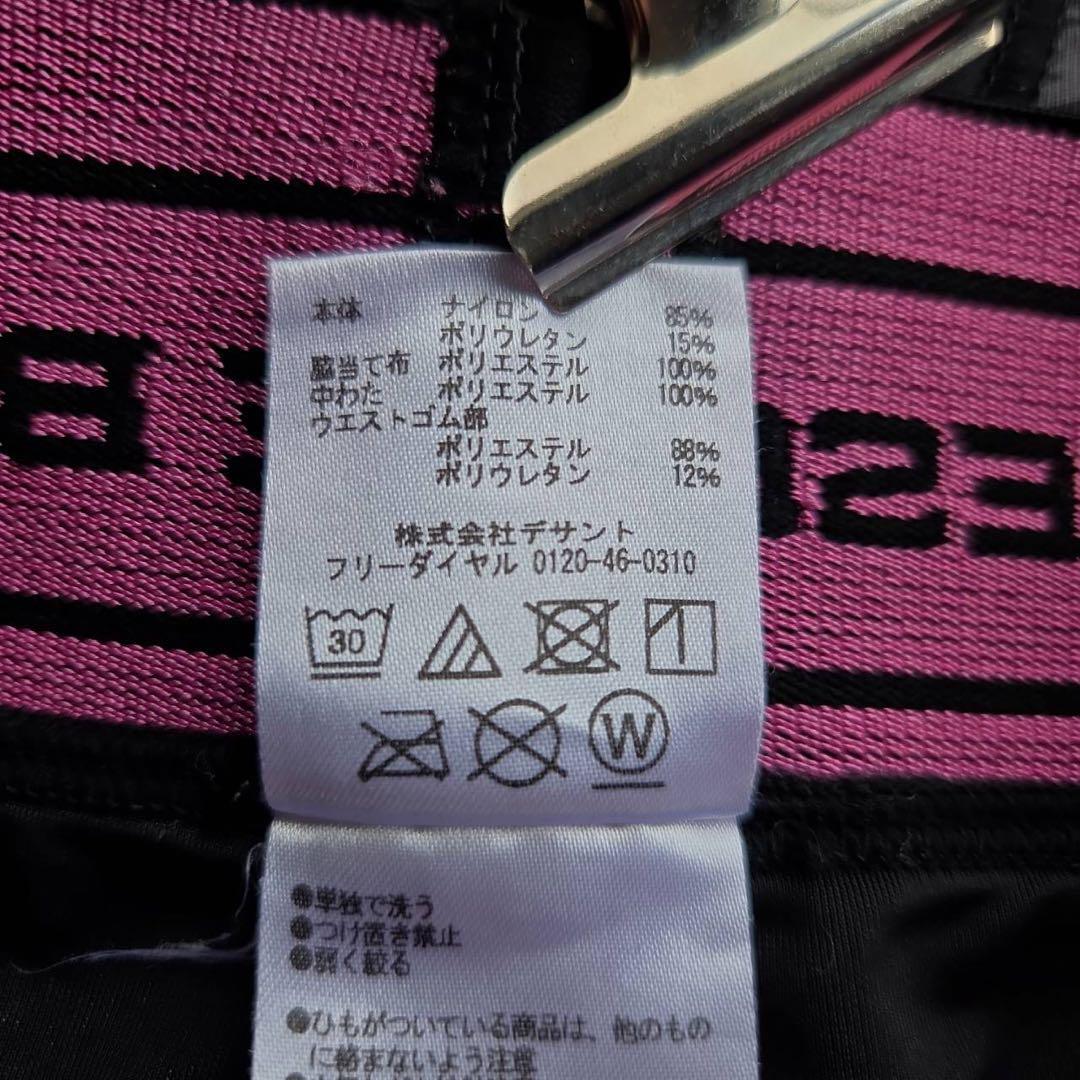 本体 ナイロン 85%
ポリウレタン 15%
脇当て布 ポリエステル 100%
中わた ポリエステル 100%
ウエストゴム部
ポリエステル 88%
ポリウレタン 12%
株式会社デサント
フリーダイヤル 0120-46-0310
30
W
●単独で洗う
●つけ置き禁止
●弱く絞る
●ひもがついている商品は、他のもの
に絡まないよう注意